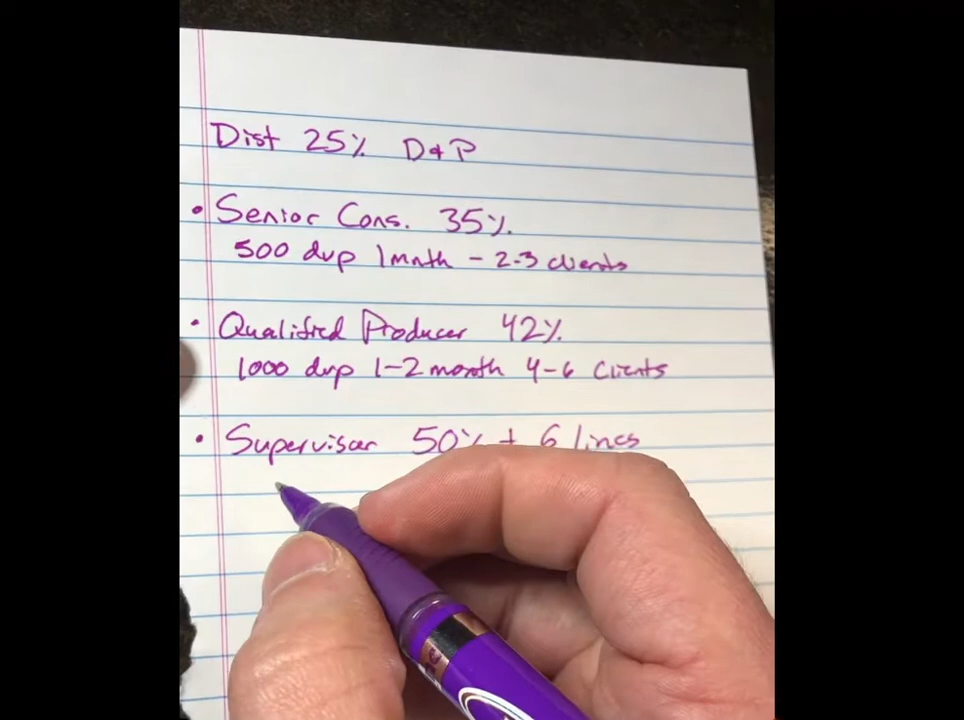 Dist 25% D+P
• Senior Cons. 35%.
500 dvp 1 mnth - 2-3 clients
• Qualified Producer 42%.
1000 dvp 1-2 month 4-6 Clients
• Supervisor 50% + 6 lines